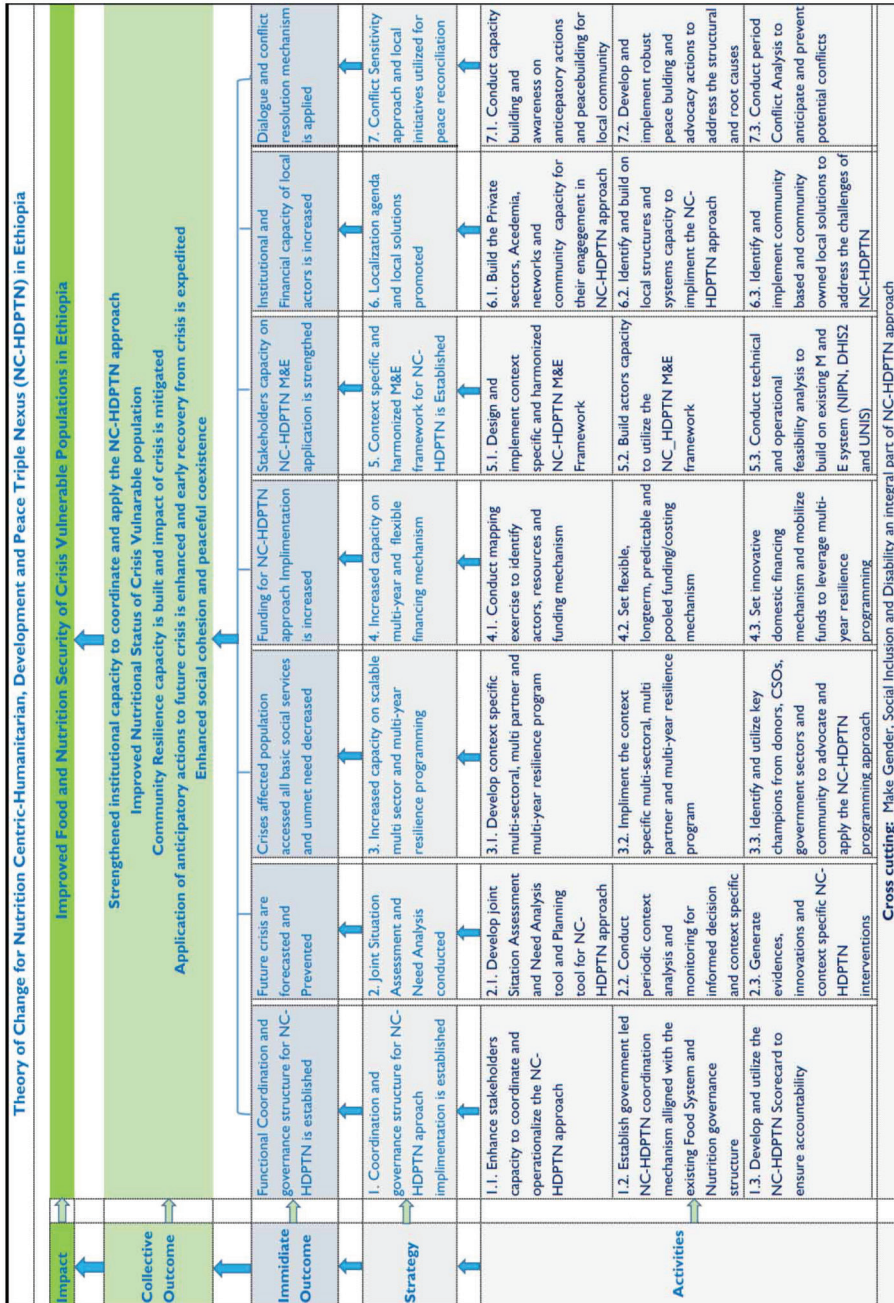 Theory of Change for Nutrition Centric-Humanitarian, Development and Peace Triple Nexus (NC-HDPTN) in Ethiopia
Impact
Improved Food and Nutrition Security of Crisis Vulnerable Populations in Ethiopia
Collective
Outcome
Strengthened institutional capacity to coordinate and apply the NC-HDPTN approach
Improved Nutritional Status of Crisis Vulnarable population
Community Resilience capacity is built and impact of crisis is mitigated
Application of anticipatory actions to future crisis is enhanced and early recovery from crisis is expedited
Enhanced social cohesion and peaceful coexistence
Immidiate
Outcome
Functional Coordination and
governance structure for NC-
HDPTN is established
Future crisis are
forecasted and
Prevented
Crises affected population
accessed all basic social services
and unmet need decreased
Funding for NC-HDPTN
approach Implimentation
is increased
Stakeholders capacity on
NC-HDPTN M&E
application is strengthed
Institutional and
Financial capacity of local
actors is increased
Dialogue and conflict
resolution mechanism
is applied
Strategy
1. Coordination and
governance structure for NC-
HDPTN aproach
implimentation is established
2. Joint Situation
Assessment and
Need Analysis
conducted
3. Increased capacity on scalable
multi sector and multi-year
resilience programming
4. Increased capacity on
multi-year and flexible
financing mechanism
5. Context specific and
harmonized M&E
framework for NC-
HDPTN is Established
6. Localization agenda
and local solutions
promoted
7. Conflict Sensitivity
approach and local
initiatives utilized for
peace reconciliation
Activities
1.1. Enhance stakeholders
capacity to coordinate and
operationalize the NC-
HDPTN approach
2.1. Develop joint
Sitation Assessment
and Need Analysis
tool and Planning
tool for NC-
HDPTN approach
3.1. Develop context specific
multi-sectoral, multi partner and
multi-year resilience program
4.1. Conduct mapping
exercise to identify
actors, resources and
funding mechanism
5.1. Design and
implement context
specific and harmonized
NC-HDPTN M&E
Framework
6.1. Build the Private
sectors, Acedemia,
networks and
community capacity for
their enagegement in
NC-HDPTN approach
7.1. Conduct capacity
building and
awareness on
anticepatory actions
and peacebuilding for
local community
1.2. Establish government led
NC-HDPTN coordination
mechanism alligned with the
existing Food System and
Nutrition governance
structure
2.2. Conduct
periodic context
analysis and
monitoring for
informed decision
and context specific
3.2. Impliment the context
specific multi-sectoral, multi
partner and multi-year resilience
program
4.2. Set flexible,
longterm, predictable and
pooled funding/costing
mechanism
5.2. Build actors capacity
to utilize the
NC_HDPTN M&E
framework
6.2. Identify and build on
local structures and
systems capacity to
impliment the NC-
HDPTN approach
7.2. Develop and
implement robust
peace bulding and
advocacy actions to
address the structural
and root causes
1.3. Develop and utilize the
NC-HDPTN Scorecard to
ensure accountability
2.3. Generate
evidences,
innovations and
context specific NC-
HDPTN
interventions
3.3. Identify and utilize key
champions from donors, CSOs,
government sectors and
community to advocate and
apply the NC-HDPTN
programming approach
4.3. Set innovative
domestic financing
mechanism and mobilize
funds to leverage multi-
year resilience
programming
5.3. Conduct technical
and operational
feasibility analysis to
build on existing M and
E system (NIPN, DHIS2
and UNIS)
6.3. Identify and
implement community
based and community
owned local solutions to
address the challenges of
NC-HDPTN
7.3. Conduct period
Conflict Analysis to
anticipate and prevent
potential conflicts
Cross cutting: Make Gender, Social Inclusion and Disability an integral part of NC-HDPTN approach